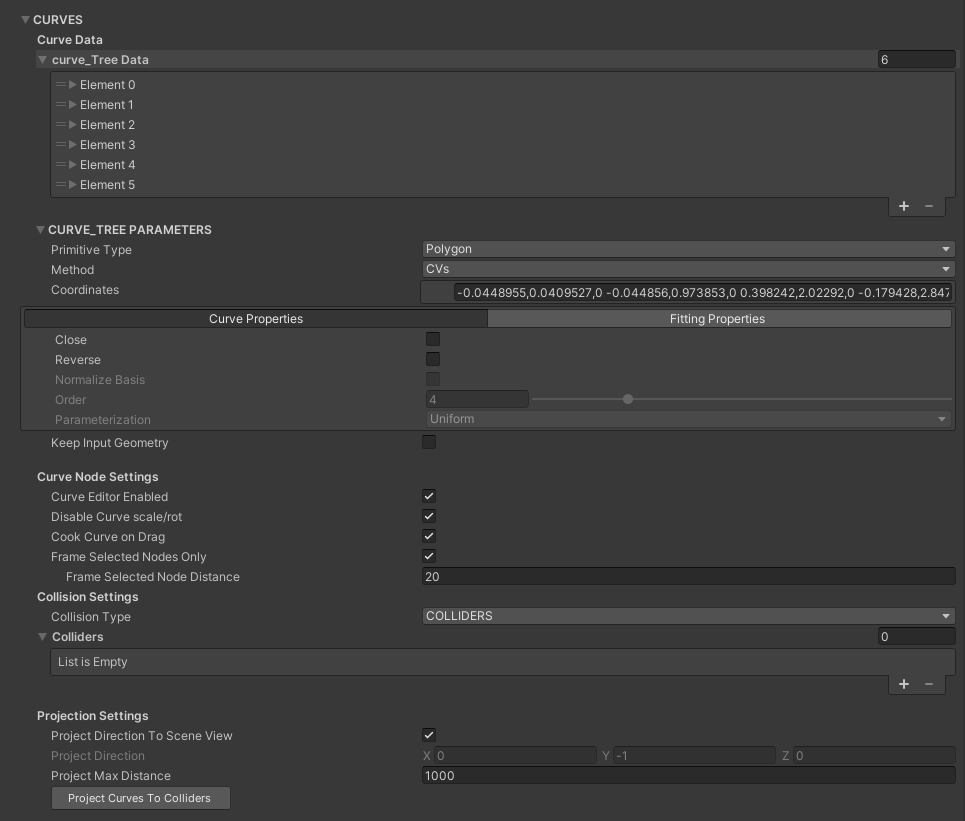 CURVES
Curve Data
curve_Tree Data 6
Element 0
Element 1
Element 2
Element 3
Element 4
Element 5
+ −
CURVE_TREE PARAMETERS
Primitive Type Polygon
Method CVs
Coordinates -0.0448955,0.0409527,0 -0.044856,0.973853,0 0.398242,2.02292,0 -0.179428,2.847
Curve Properties Fitting Properties
Close
Reverse
Normalize Basis
Order 4
Parameterization Uniform
Keep Input Geometry
Curve Node Settings
Curve Editor Enabled
Disable Curve scale/rot
Cook Curve on Drag
Frame Selected Nodes Only
Frame Selected Node Distance 20
Collision Settings
Collision Type COLLIDERS
Colliders 0
List is Empty
+ −
Projection Settings
Project Direction To Scene View
Project Direction X 0 Y -1 Z 0
Project Max Distance 1000
Project Curves To Colliders